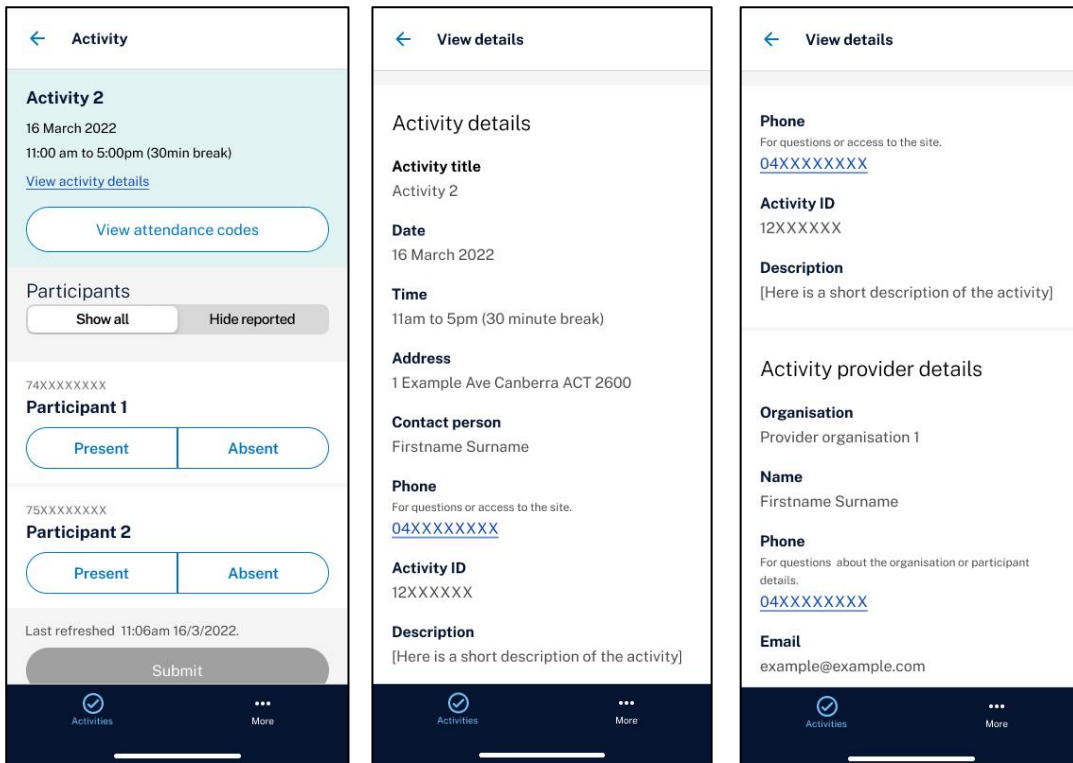 Activity
Activity 2
16 March 2022
11:00 am to 5:00pm (30min break)
View activity details
View attendance codes
Participants
Show all
Hide reported
74XXXXXXXX
Participant 1
Present
Absent
75XXXXXXXX
Participant 2
Present
Absent
Last refreshed 11:06am 16/3/2022.
Submit
Activities
More
View details
Activity details
Activity title
Activity 2
Date
16 March 2022
Time
11am to 5pm (30 minute break)
Address
1 Example Ave Canberra ACT 2600
Contact person
Firstname Surname
Phone
For questions or access to the site.
04XXXXXXXX
Activity ID
12XXXXXX
Description
[Here is a short description of the activity]
Activities
More
View details
Phone
For questions or access to the site.
04XXXXXXXX
Activity ID
12XXXXXX
Description
[Here is a short description of the activity]
Activity provider details
Organisation
Provider organisation 1
Name
Firstname Surname
Phone
For questions about the organisation or participant
details.
04XXXXXXXX
Email
example@example.com
Activities
More